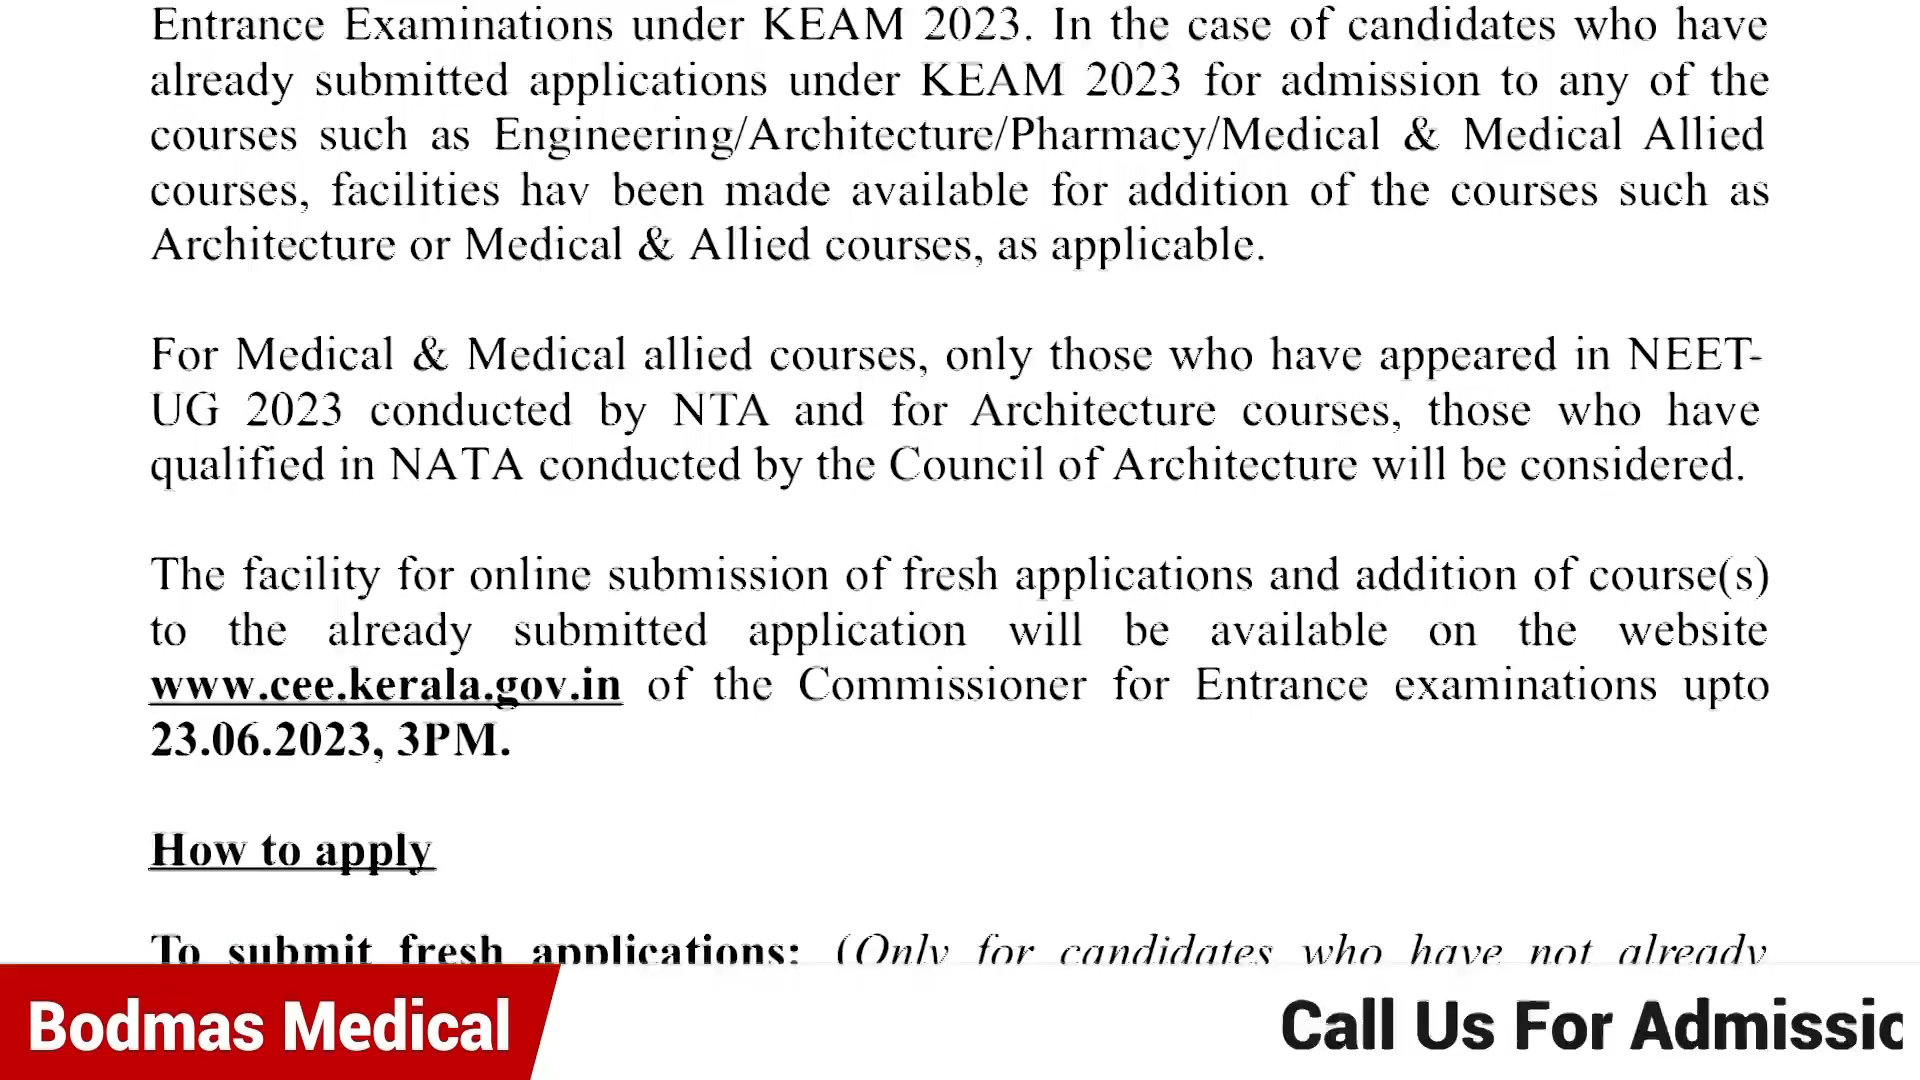 Entrance Examinations under KEAM 2023. In the case of candidates who have
already submitted applications under KEAM 2023 for admission to any of the
courses such as Engineering/Architecture/Pharmacy/Medical & Medical Allied
courses, facilities hav been made available for addition of the courses such as
Architecture or Medical & Allied courses, as applicable.
For Medical & Medical allied courses, only those who have appeared in NEET-
UG 2023 conducted by NTA and for Architecture courses, those who have
qualified in NATA conducted by the Council of Architecture will be considered.
The facility for online submission of fresh applications and addition of course(s)
to the already submitted application will be available on the website
www.cee.kerala.gov.in of the Commissioner for Entrance examinations upto
23.06.2023, 3PM.
How to apply
To submit fresh applications: (Only for candidates who have not already
Bodmas Medical
Call Us For Admissic